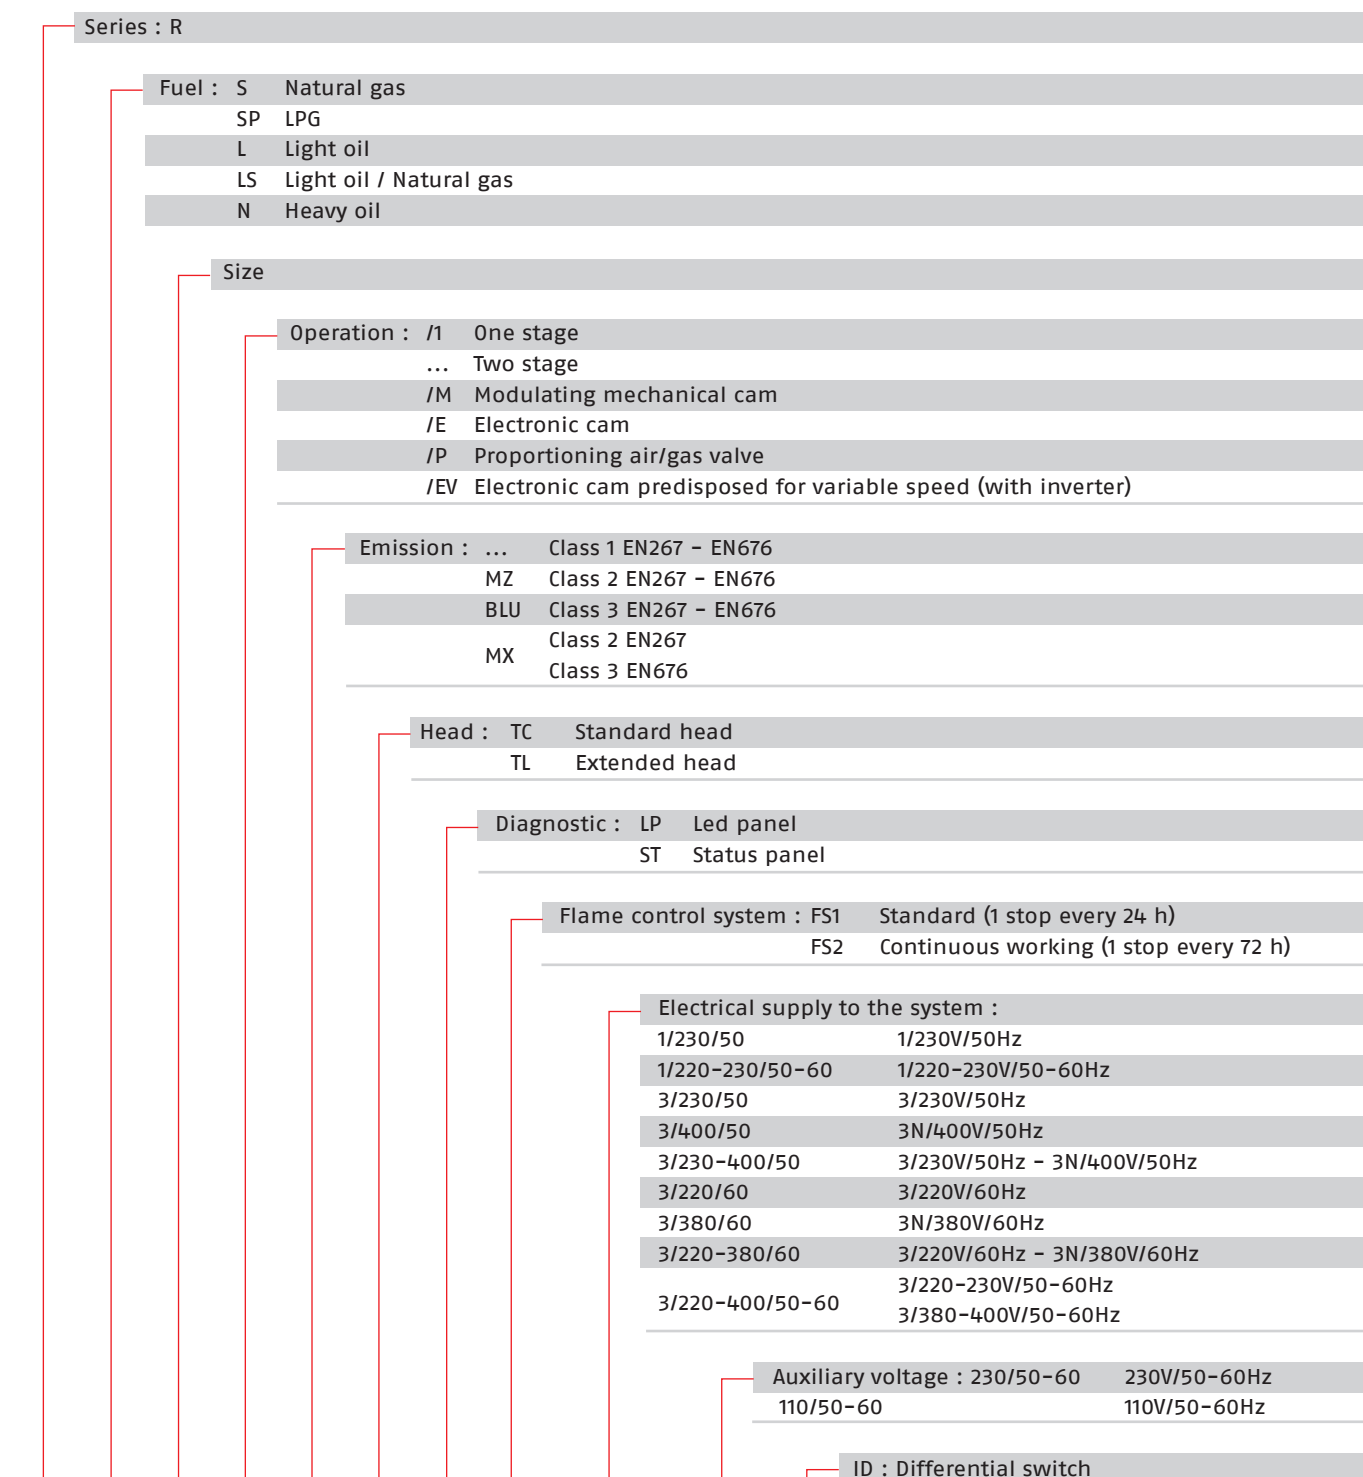 Series : R
Fuel : S Natural gas
SP LPG
L Light oil
LS Light oil / Natural gas
N Heavy oil
Size
Operation : /1 One stage
... Two stage
/M Modulating mechanical cam
/E Electronic cam
/P Proportioning air/gas valve
/EV Electronic cam predisposed for variable speed (with inverter)
Emission : ... Class 1 EN267 - EN676
MZ Class 2 EN267 - EN676
BLU Class 3 EN267 - EN676
MX Class 2 EN267
Class 3 EN676
Head : TC Standard head
TL Extended head
Diagnostic : LP Led panel
ST Status panel
Flame control system : FS1 Standard (1 stop every 24 h)
FS2 Continuous working (1 stop every 72 h)
Electrical supply to the system :
1/230/50 1/230V/50Hz
1/220-230/50-60 1/220-230V/50-60Hz
3/230/50 3/230V/50Hz
3/400/50 3N/400V/50Hz
3/230-400/50 3/230V/50Hz - 3N/400V/50Hz
3/220/60 3/220V/60Hz
3/380/60 3N/380V/60Hz
3/220-380/60 3/220V/60Hz - 3N/380V/60Hz
3/220-400/50-60 3/220-230V/50-60Hz
3/380-400V/50-60Hz
Auxiliary voltage : 230/50-60 230V/50-60Hz
110/50-60 110V/50-60Hz
ID : Differential switch